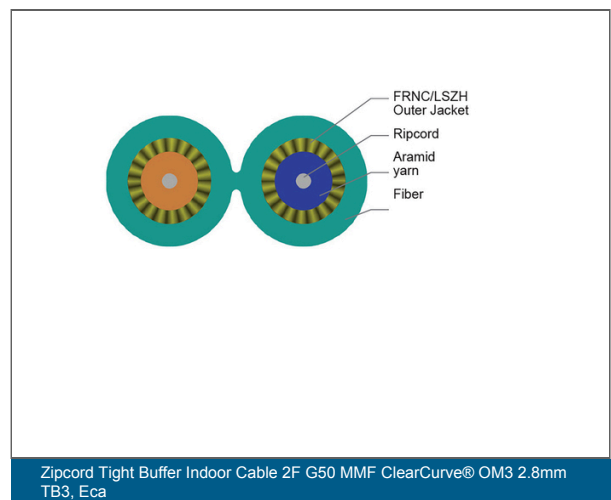 FRNC/LSZH
Outer Jacket
Ripcord
Aramid
yarn
Fiber
Zipcord Tight Buffer Indoor Cable 2F G50 MMF ClearCurve® OM3 2.8mm
TB3, Eca